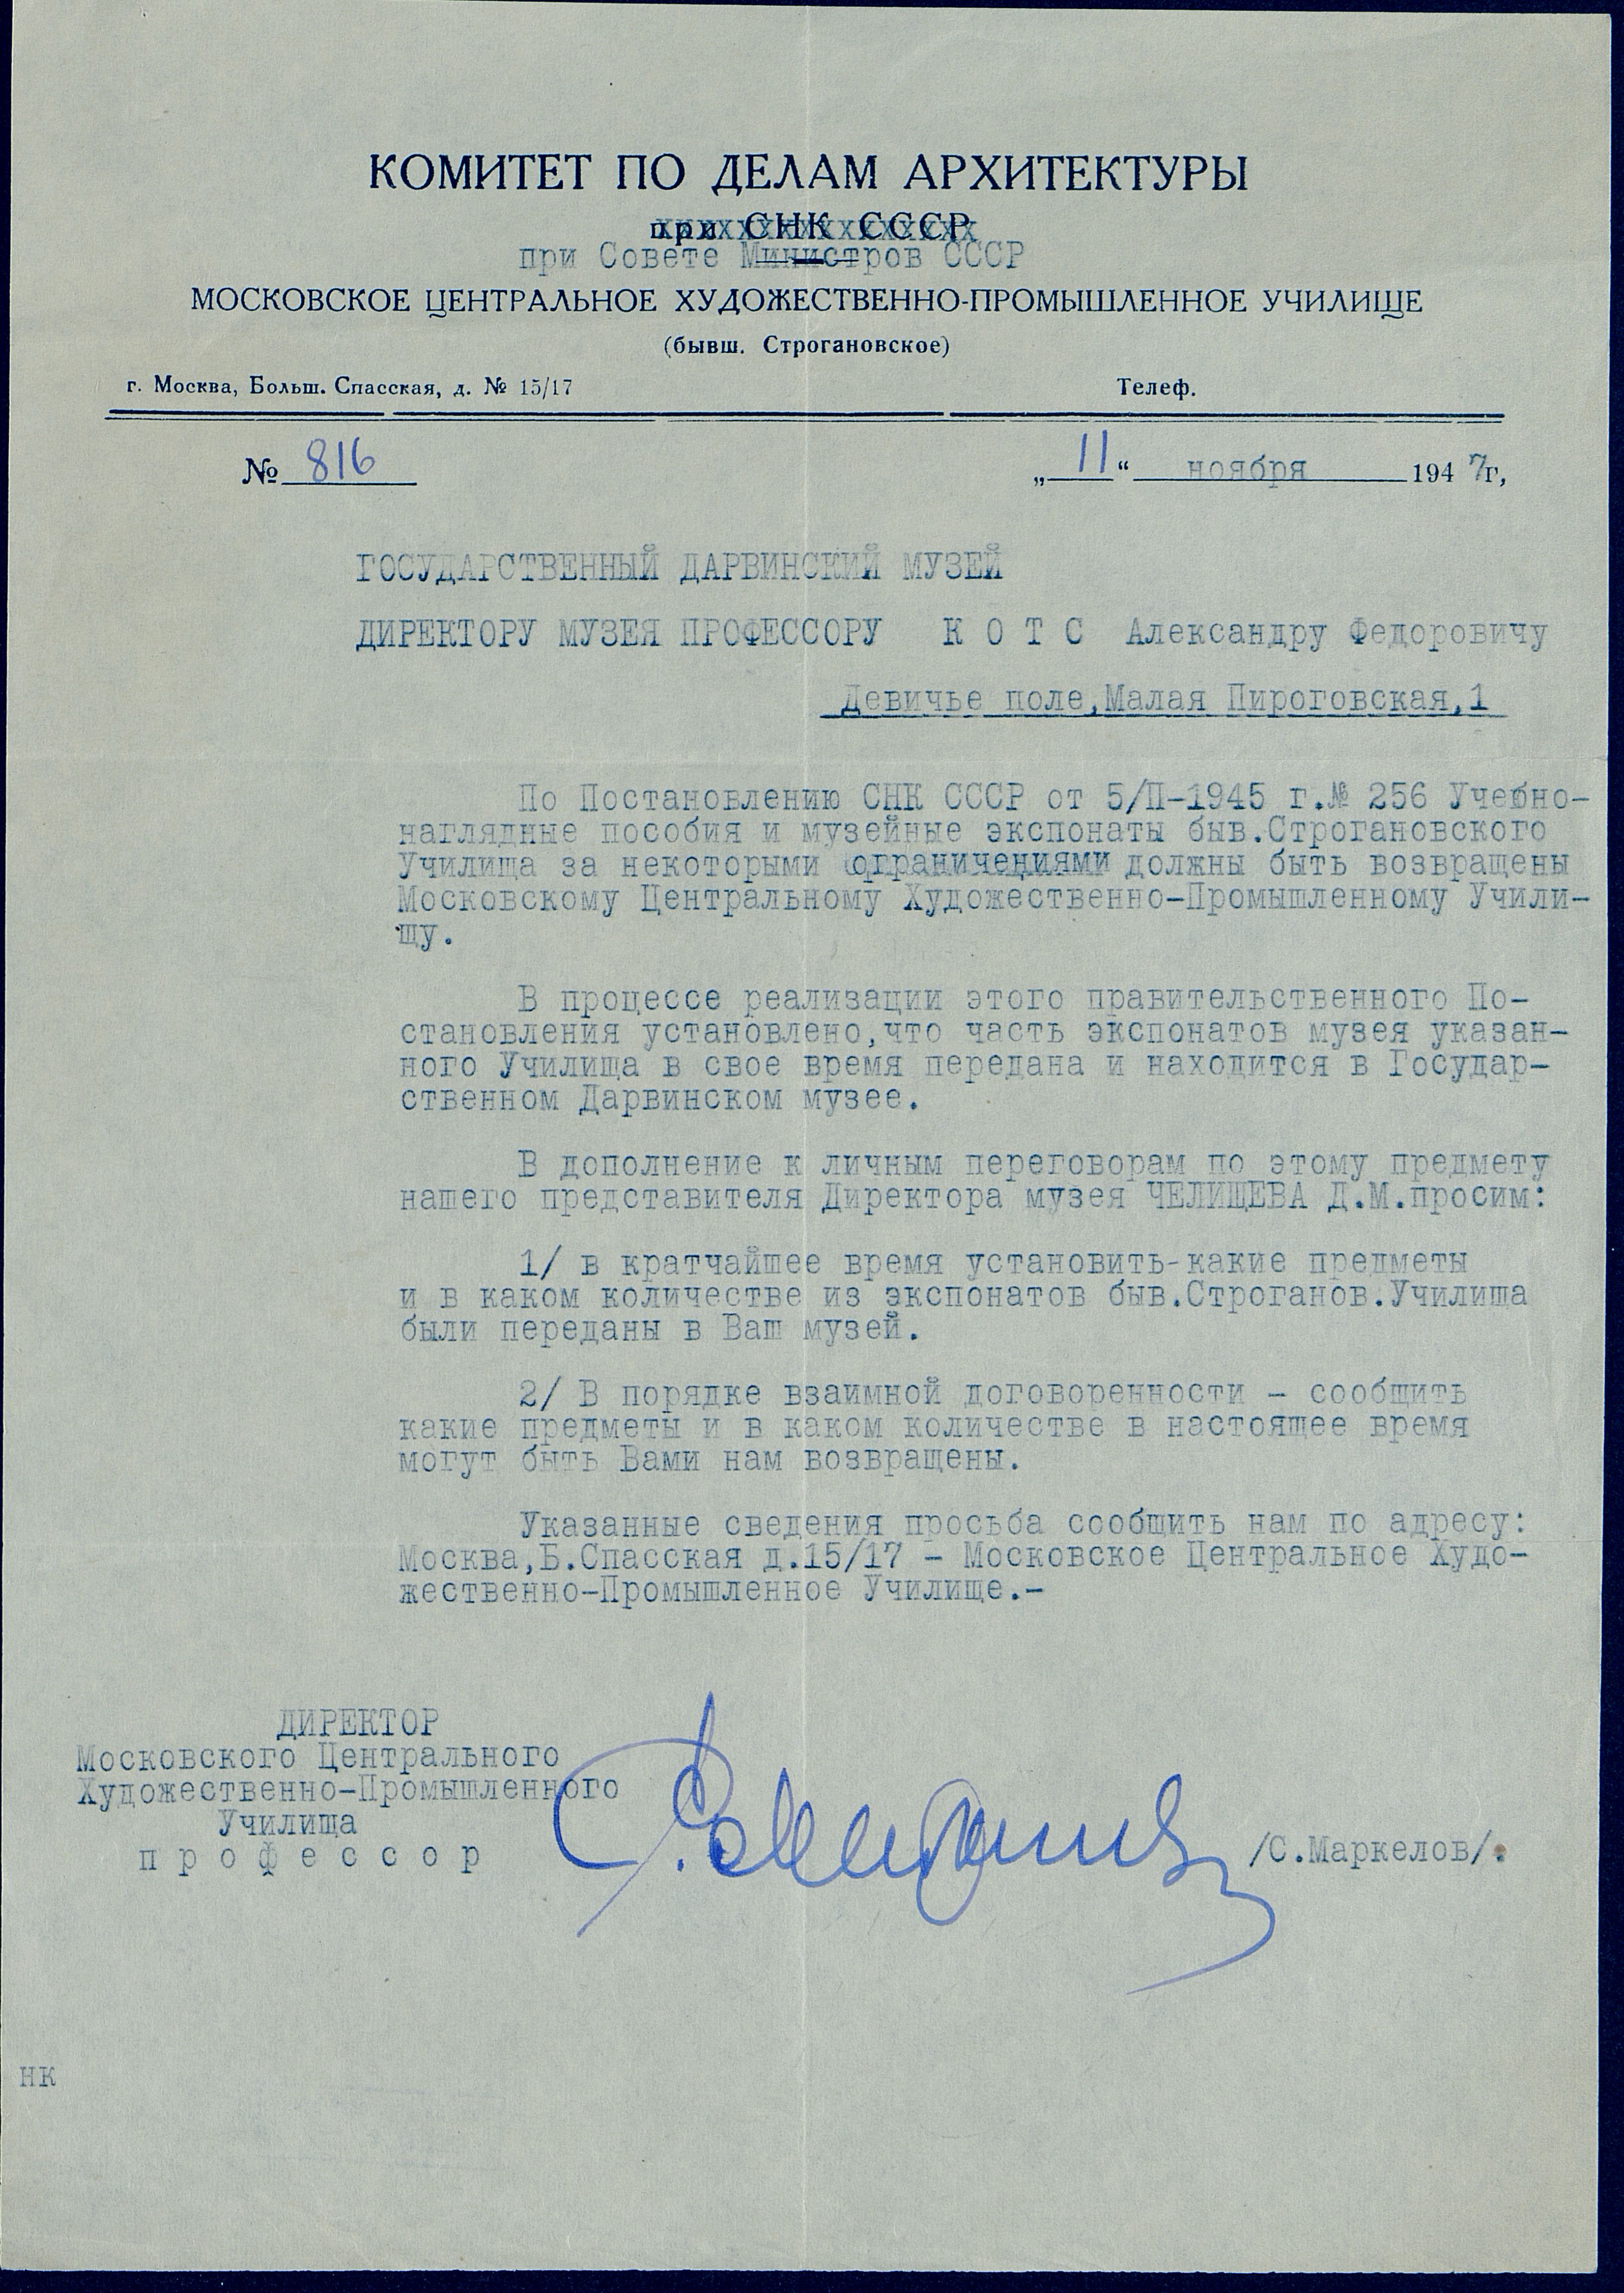 КОМИТЕТ ПО ДЕЛАМ АРХИТЕКТУРЫ
при СНК СССР
при Совете Министров СССР
МОСКОВСКОЕ ЦЕНТРАЛЬНОЕ ХУДОЖЕСТВЕННО-ПРОМЫШЛЕННОЕ УЧИЛИЩЕ
(бывш. Строгановское)
г. Москва, Больш. Спасская, д. № 15/17 Телеф.
№ 816 „11“ ноября 1947г,
ГОСУДАРСТВЕННЫЙ ДАРВИНСКИЙ МУЗЕЙ
ДИРЕКТОРУ МУЗЕЯ ПРОФЕССОРУ К О Т С Александру Федоровичу
Девичье поле,Малая Пироговская,1
По Постановлению СНК СССР от 5/II-1945 г.№ 256 Учебно-
наглядные пособия и музейные экспонаты быв.Строгановского
Училища за некоторыми ограничениями должны быть возвращены
Московскому Центральному Художественно-Промышленному Учили-
щу.
В процессе реализации этого правительственного По-
становления установлено,что часть экспонатов музея указан-
ного Училища в свое время передана и находится в Государ-
ственном Дарвинском музее.
В дополнение к личным переговорам по этому предмету
нашего представителя Директора музея ЧЕЛИЩЕВА Д.М.просим:
1/ в кратчайшее время установить-какие предметы
и в каком количестве из экспонатов быв.Строганов.Училища
были переданы в Ваш музей.
2/ В порядке взаимной договоренности - сообщить
какие предметы и в каком количестве в настоящее время
могут быть Вами нам возвращены.
Указанные сведения просьба сообщить нам по адресу:
Москва,Б.Спасская д.15/17 - Московское Центральное Худо-
жественно-Промышленное Училище.-
ДИРЕКТОР
Московского Центрального
Художественно-Промышленного
Училища
п р о ф е с с о р /С.Маркелов/.
нк